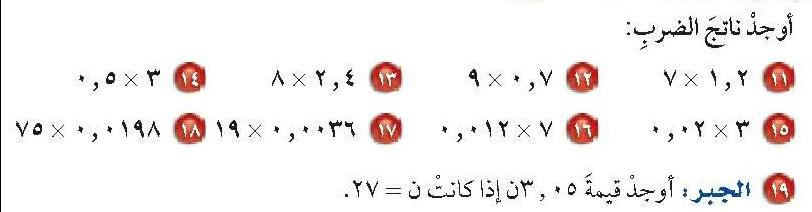 أوجدْ ناتجَ الضربِ:
١١ ١,٢ × ٧ ١٢ ٠,٧ × ٩ ١٣ ٢,٤ × ٨ ١٤ ٣ × ٠,٥
١٥ ٣ × ٠,٠٢ ١٦ ٧ × ٠,٠١٢ ١٧ ٠,٠٠٣٦ × ١٩ ١٨ ٠,٠١٩٨ × ٧٥
١٩ الجبر: أوجدْ قيمةَ ٣,٠٥ن إذا كانتْ ن = ٢٧.